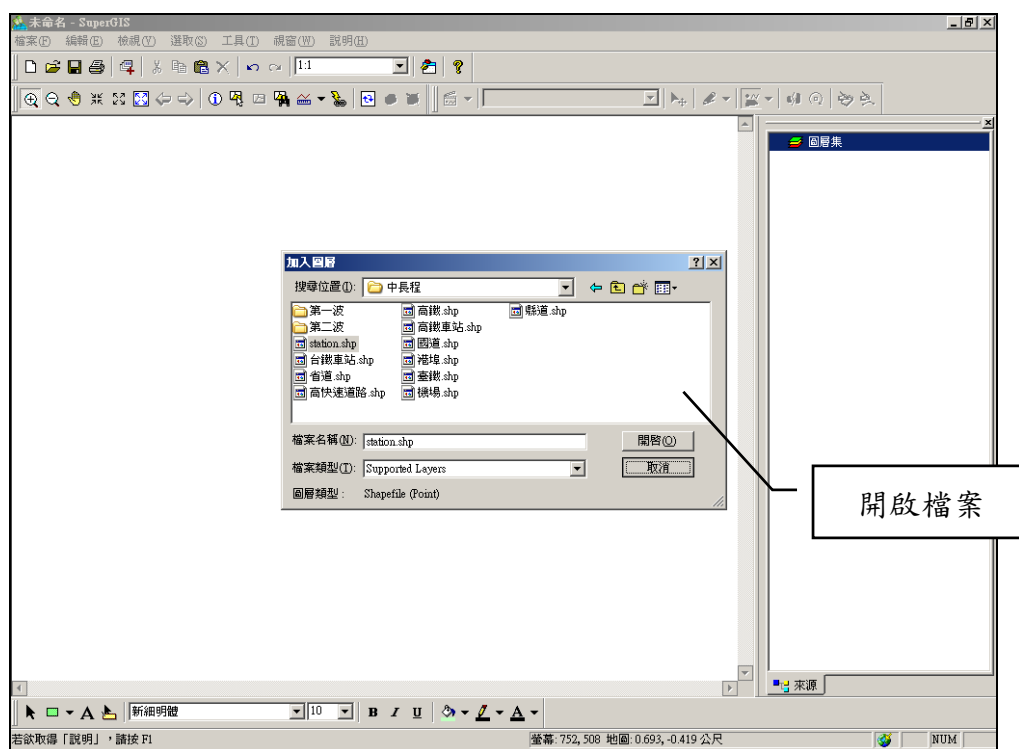 未命名 - SuperGIS
檔案(F) 編輯(E) 檢視(V) 選取(S) 工具(T) 視窗(W) 說明(H)
1:1
圖層集
加入圖層
搜尋位置(I): 中長程
第一波 高鐵.shp 縣道.shp
第二波 高鐵車站.shp
station.shp 國道.shp
台鐵車站.shp 港埠.shp
省道.shp 臺鐵.shp
高快速道路.shp 機場.shp
檔案名稱(N): station.shp 開啓(O)
檔案類型(T): Supported Layers 取消
圖層類型: Shapefile (Point)
開啟檔案
來源
A 新細明體 10 B I U A
若欲取得「說明」,請按 F1 螢幕: 752, 508 地圖: 0.693, -0.419 公尺 NUM